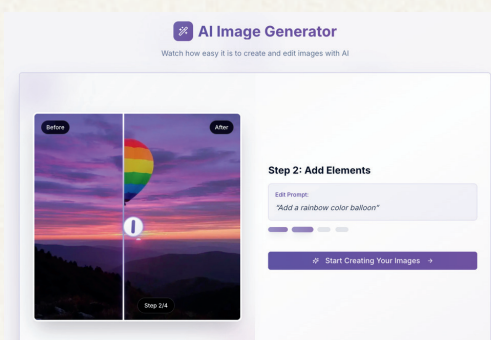 AI Image Generator
Watch how easy it is to create and edit images with AI
Before
After
Step 2/4
Step 2: Add Elements
Edit Prompt:
"Add a rainbow color balloon"
Start Creating Your Images →